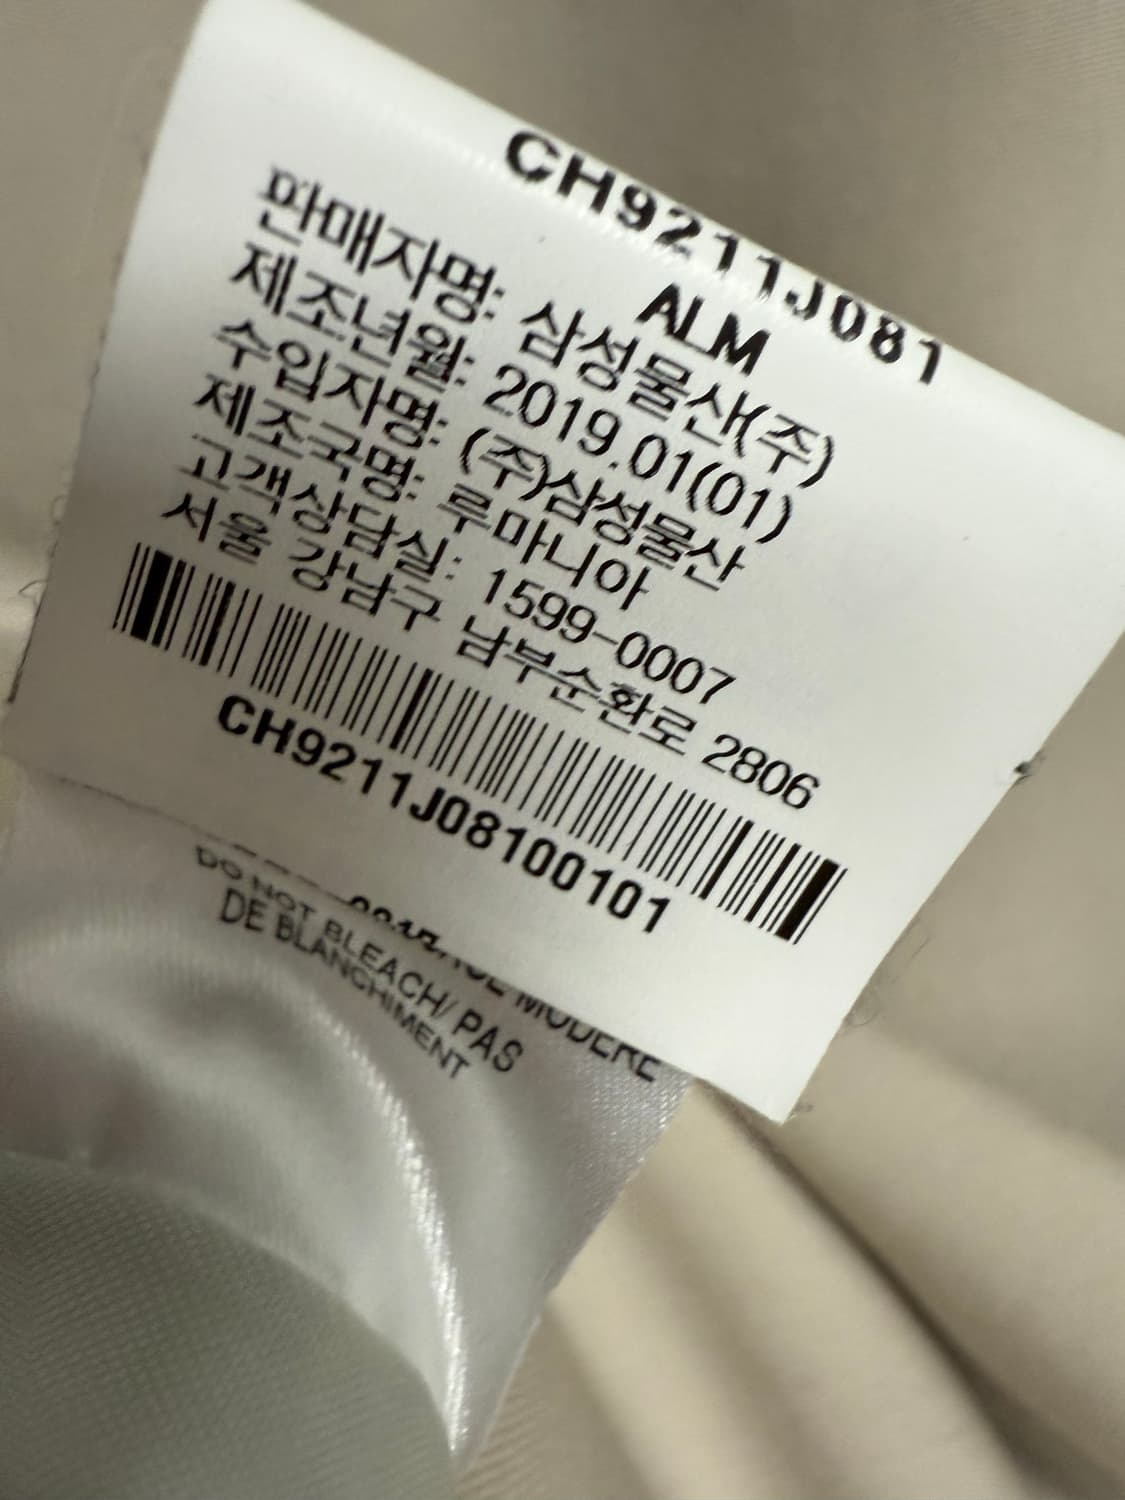 CH9211J081
ALM
판매자명: 삼성물산(주)
제조년월: 2019.01(01)
수입자명: (주)삼성물산
제조국명: 루마니아
고객상담실: 1599-0007
서울 강남구 남부순환로 2806
CH9211J08100101
MODERE
DO NOT BLEACH/ PAS
DE BLANCHIMENT